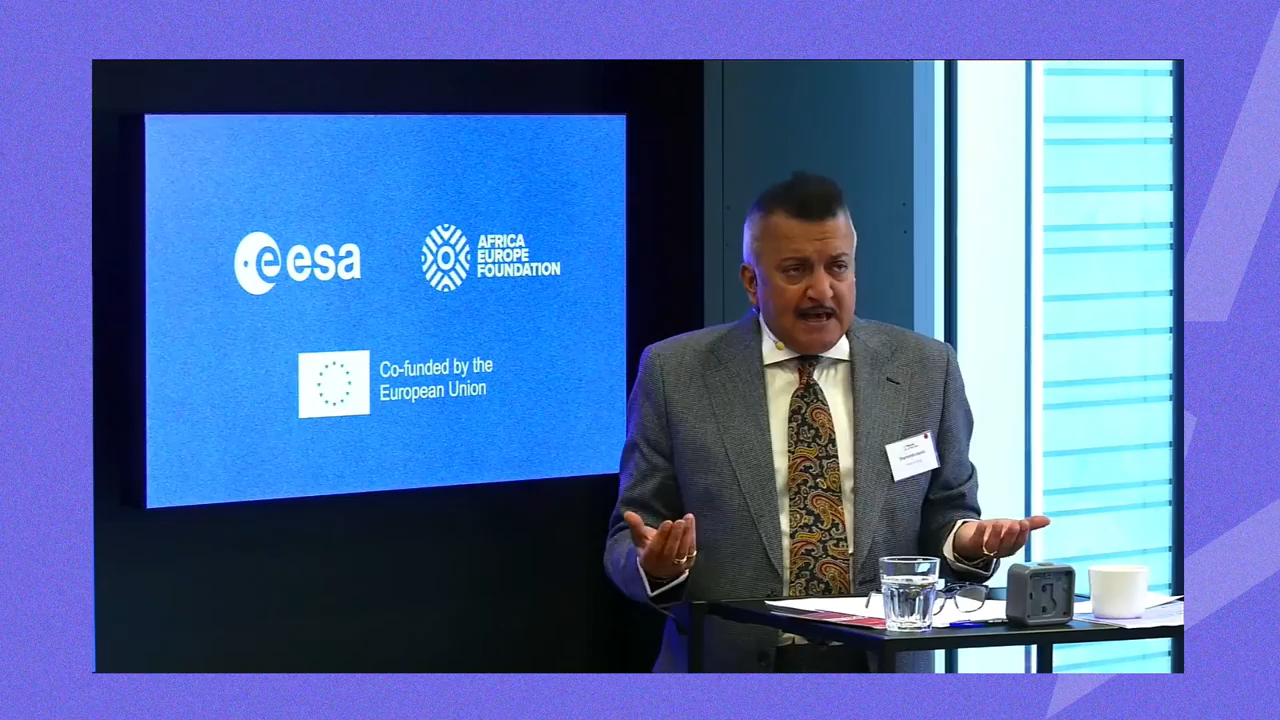 esa
AFRICA
EUROPE
FOUNDATION
Co-funded by the
European Union